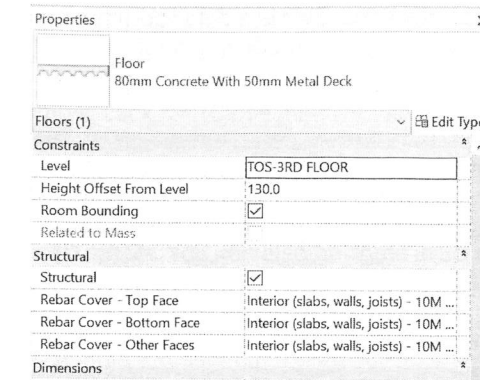 Properties
Floor
80mm Concrete With 50mm Metal Deck
Floors (1) Edit Type
Constraints
Level TOS-3RD FLOOR
Height Offset From Level 130.0
Room Bounding
Related to Mass
Structural
Structural
Rebar Cover - Top Face Interior (slabs, walls, joists) - 10M ...
Rebar Cover - Bottom Face Interior (slabs, walls, joists) - 10M ...
Rebar Cover - Other Faces Interior (slabs, walls, joists) - 10M ...
Dimensions